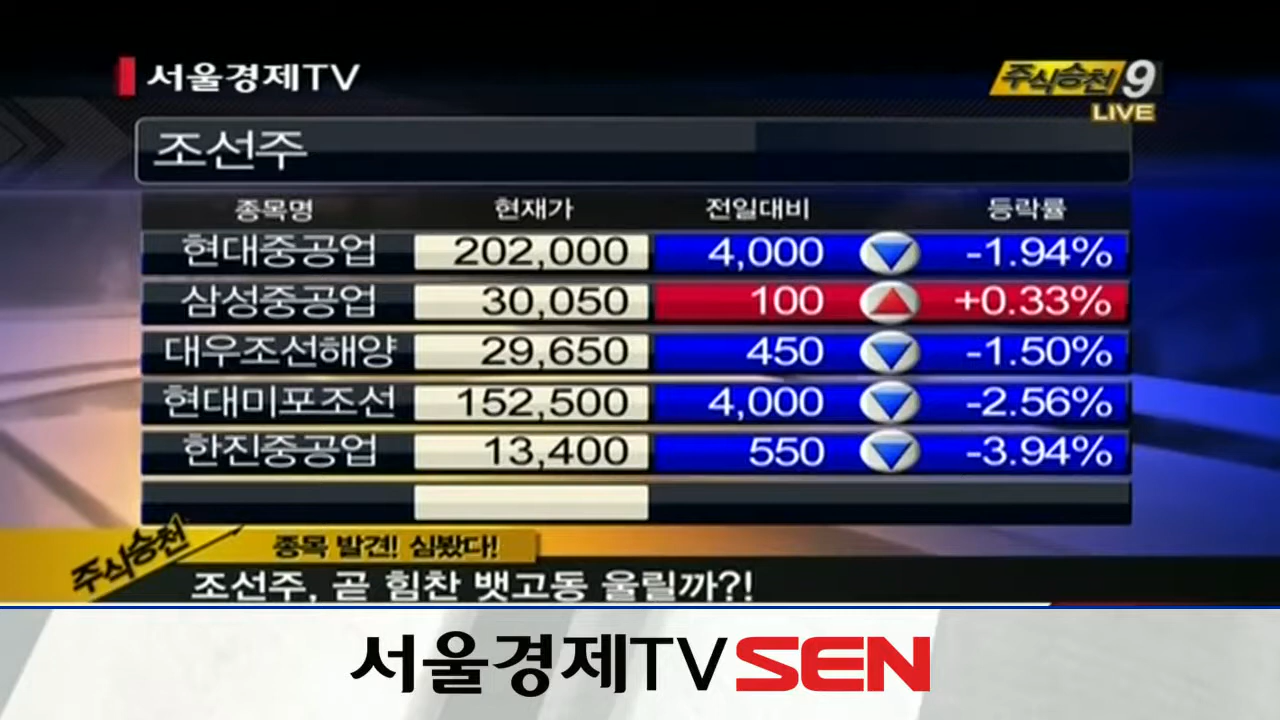 서울경제TV
주식승천 9
LIVE
조선주
종목명 현재가 전일대비 등락률
현대중공업 202,000 4,000 ▼ -1.94%
삼성중공업 30,050 100 ▲ +0.33%
대우조선해양 29,650 450 ▼ -1.50%
현대미포조선 152,500 4,000 ▼ -2.56%
한진중공업 13,400 550 ▼ -3.94%
주식승천
종목 발견! 심봤다!
조선주, 곧 힘찬 뱃고동 울릴까?!
서울경제TV SEN